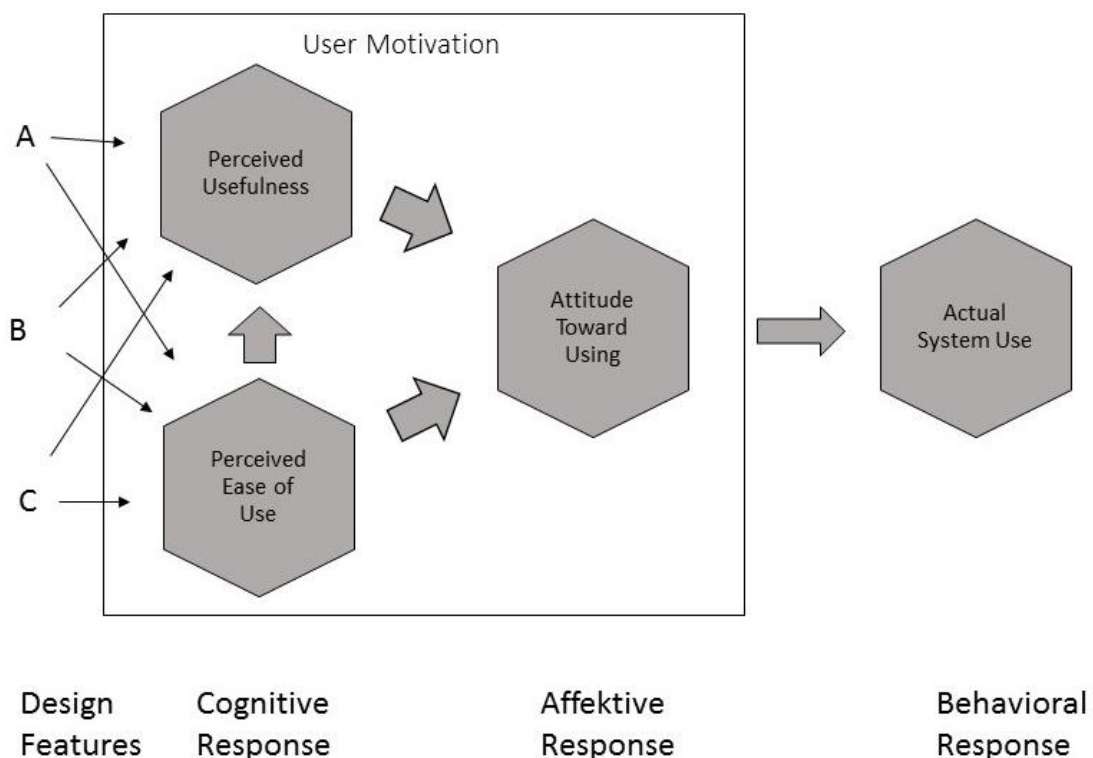 User Motivation
A
Perceived
Usefulness
B
Attitude
Toward
Using
Actual
System Use
Perceived
Ease of
Use
C
Design
Features
Cognitive
Response
Affektive
Response
Behavioral
Response